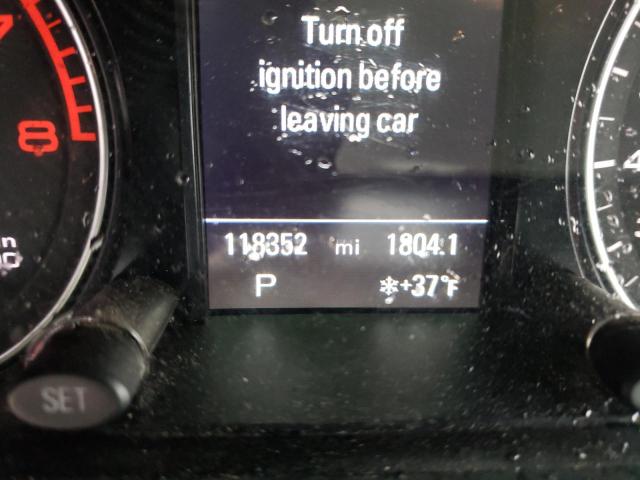 Turn off
ignition before
leaving car
118352 mi 1804.1
P ❄+37°F
8
SET